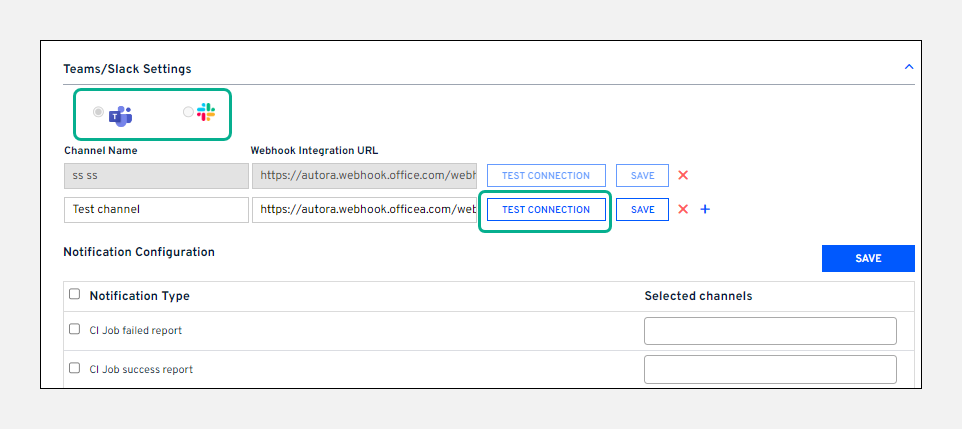 Teams/Slack Settings
T
Channel Name Webhook Integration URL
ss ss https://autora.webhook.office.com/webh TEST CONNECTION SAVE
Test channel https://autora.webhook.officea.com/web TEST CONNECTION SAVE
Notification Configuration SAVE
Notification Type Selected channels
CI Job failed report
CI Job success report